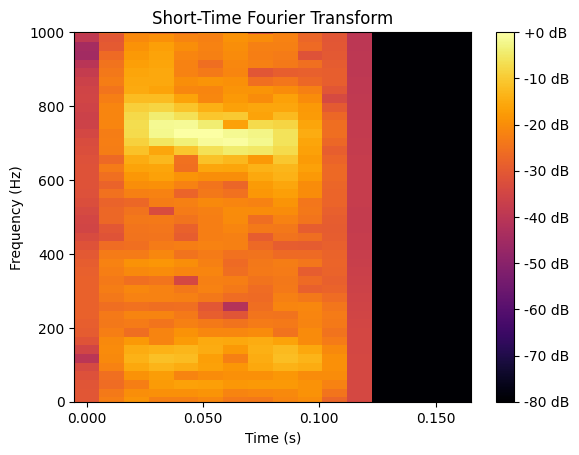 Short-Time Fourier Transform
1000
800
600
400
200
0
Frequency (Hz)
0.000
0.050
0.100
0.150
Time (s)
+0 dB
-10 dB
-20 dB
-30 dB
-40 dB
-50 dB
-60 dB
-70 dB
-80 dB